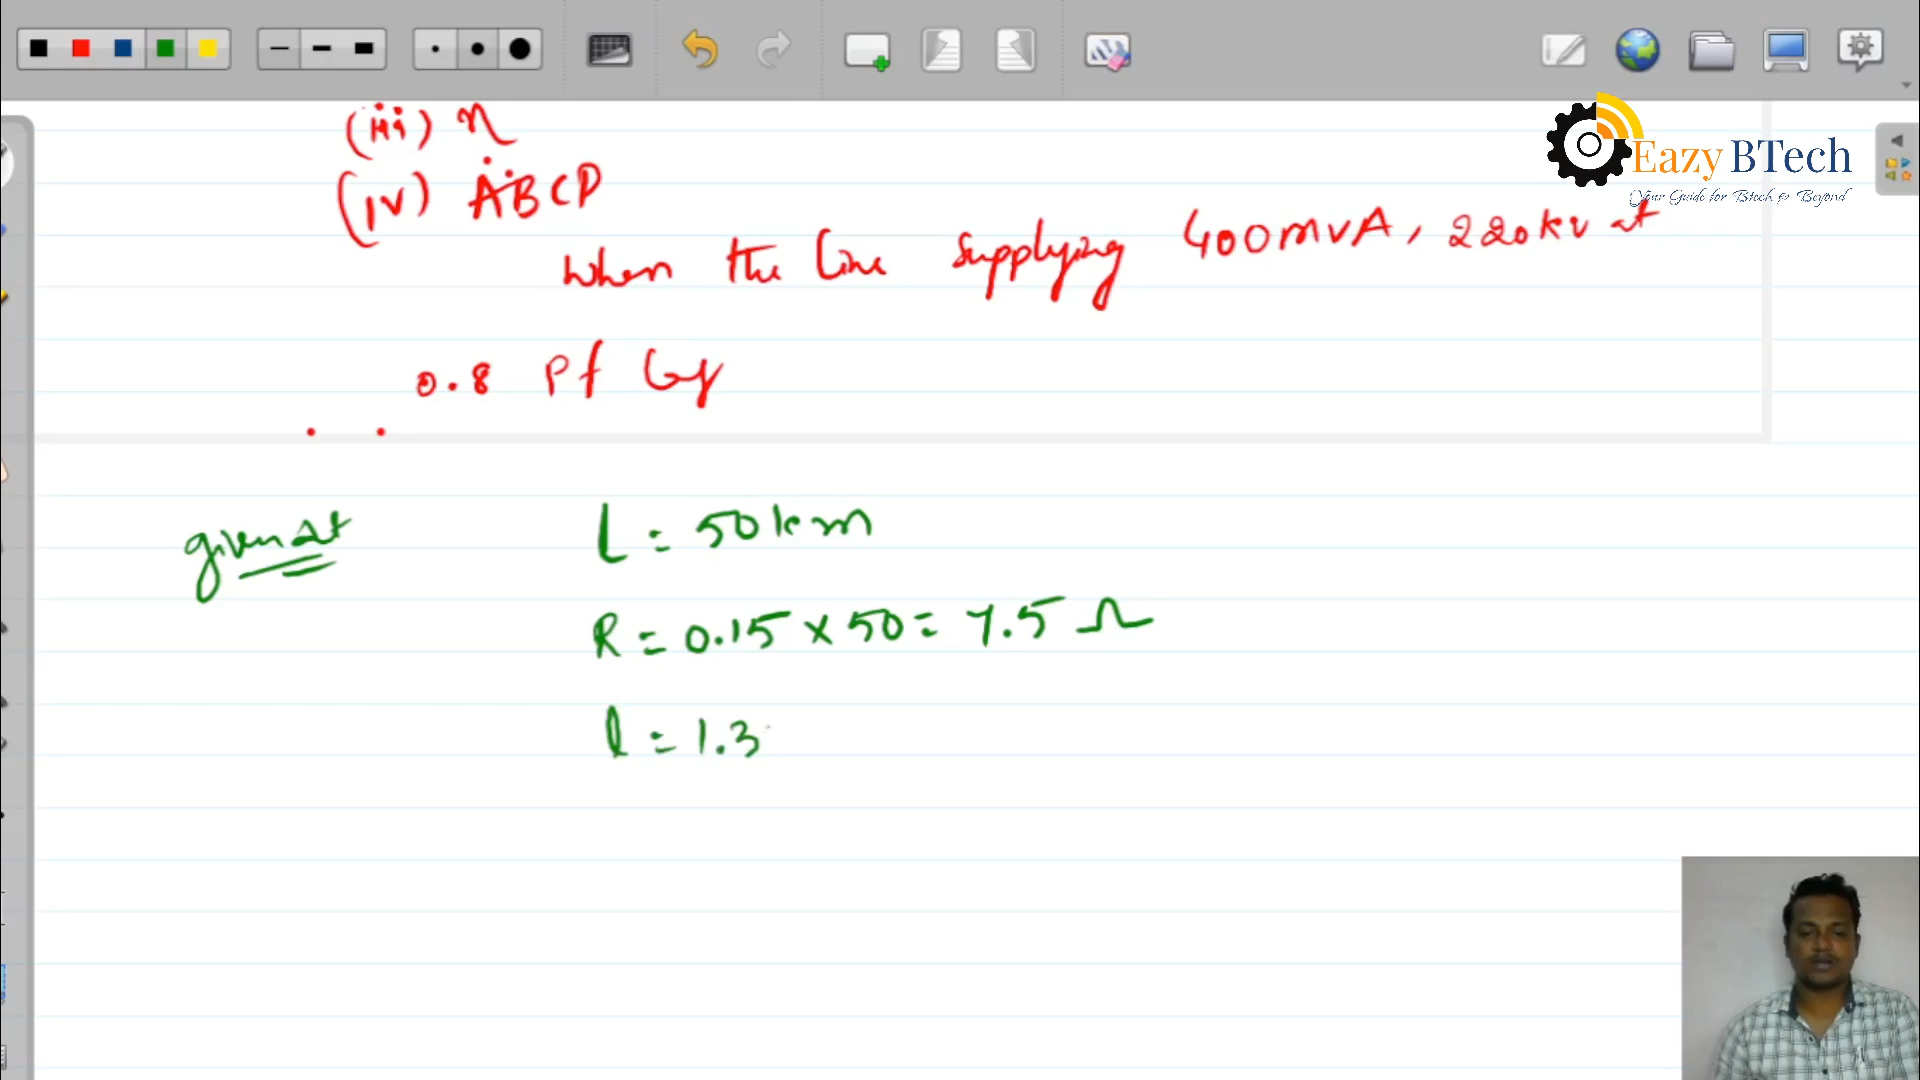 (iii) η
Eazy BTech
Your Guide for Btech & Beyond
(iv) ABCD
When the line supplying 400mvA, 220kv at
0.8 Pf lag
given dt
L = 50km
R = 0.15 x 50 = 7.5 Ω
l = 1.3